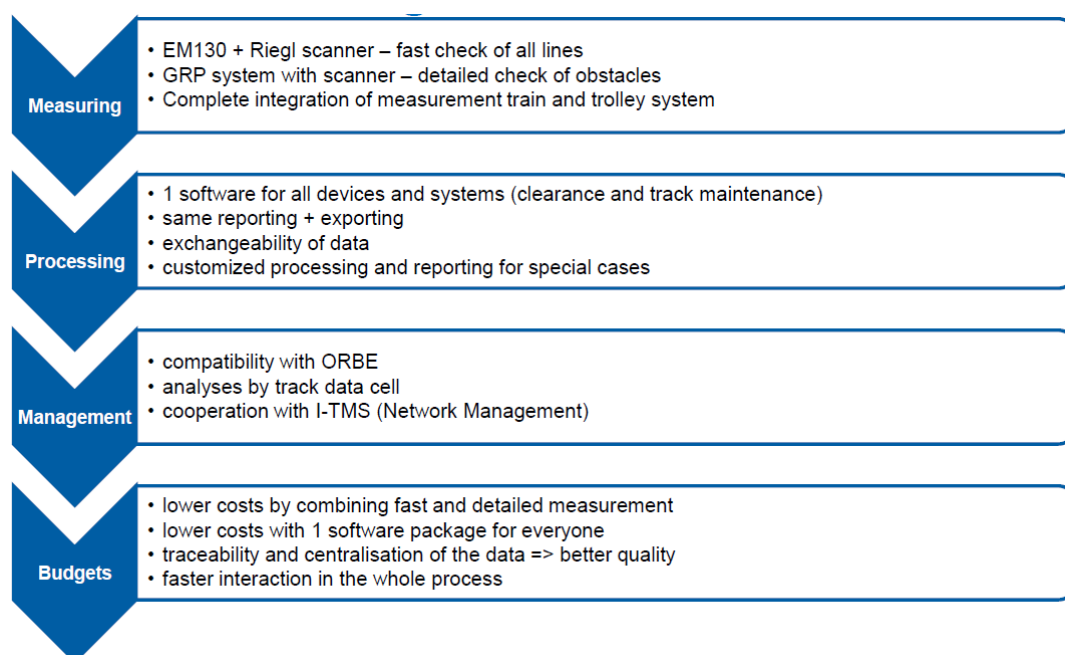 Measuring
• EM130 + Riegl scanner – fast check of all lines
• GRP system with scanner – detailed check of obstacles
• Complete integration of measurement train and trolley system
Processing
• 1 software for all devices and systems (clearance and track maintenance)
• same reporting + exporting
• exchangeability of data
• customized processing and reporting for special cases
Management
• compatibility with ORBE
• analyses by track data cell
• cooperation with I-TMS (Network Management)
Budgets
• lower costs by combining fast and detailed measurement
• lower costs with 1 software package for everyone
• traceability and centralisation of the data => better quality
• faster interaction in the whole process